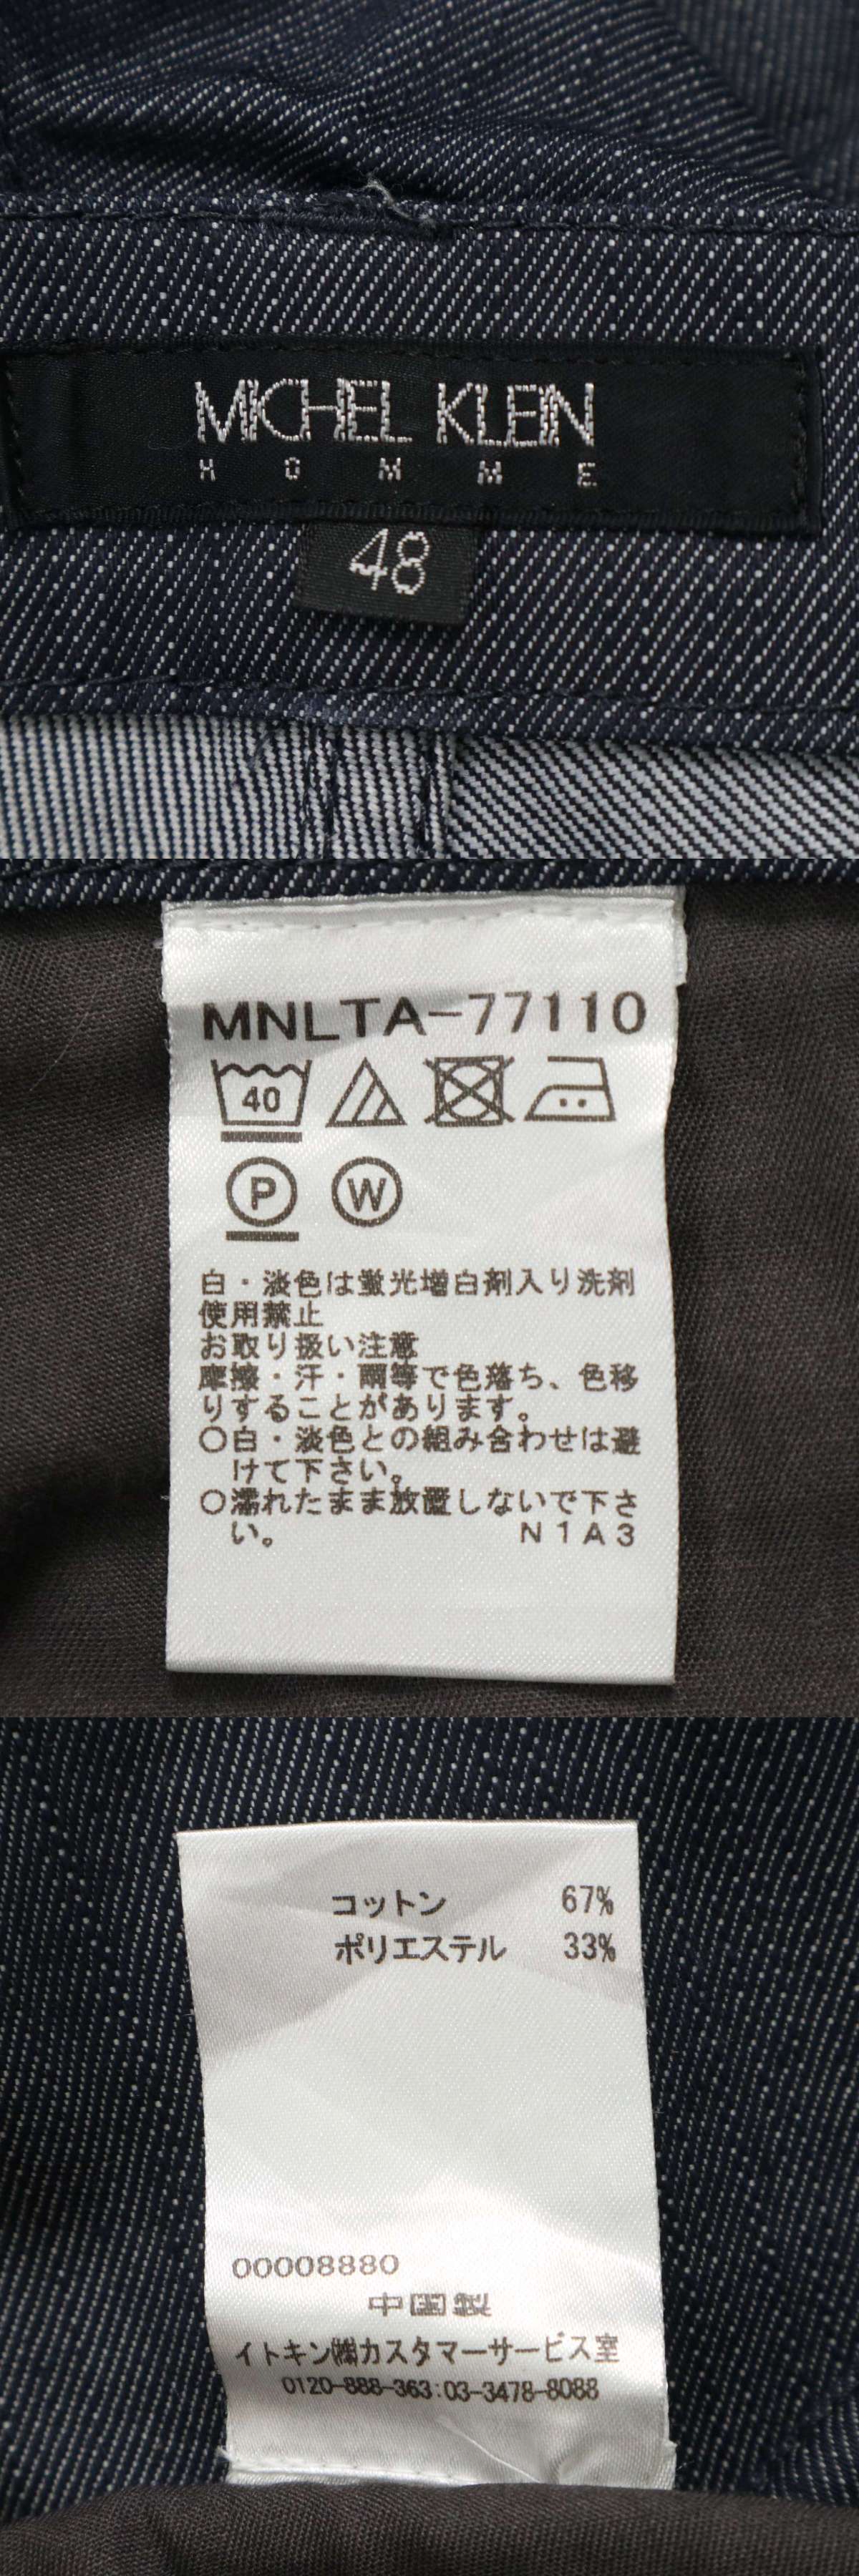 MICHEL KLEIN
HOMME
48
MNLTA-77110
40
P W
白・淡色は蛍光増白剤入り洗剤
使用禁止
お取り扱い注意
摩擦・汗・雨等で色落ち、色移
りすることがあります。
○白・淡色との組み合わせは避
けて下さい。
○濡れたまま放置しないで下さ
い。 N1A3
コットン 67%
ポリエステル 33%
00008880
中国製
イトキン㈱カスタマーサービス室
0120-888-363:03-3478-8088